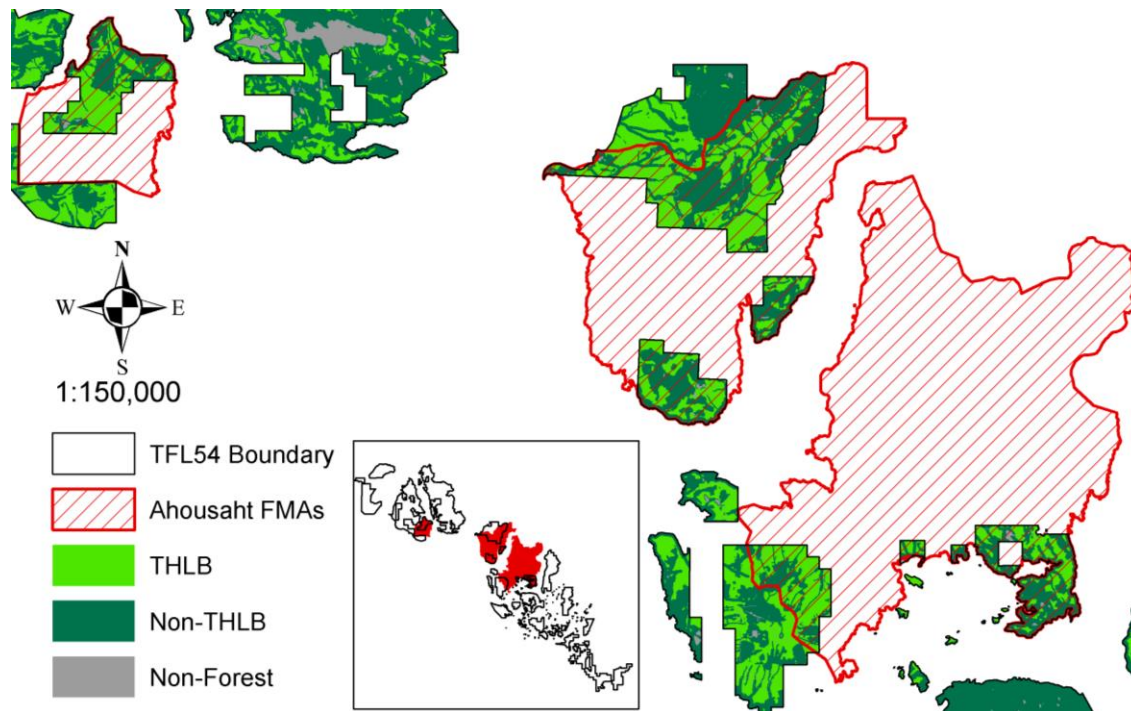 N
W
E
S
1:150,000
TFL54 Boundary
Ahousaht FMAs
THLB
Non-THLB
Non-Forest